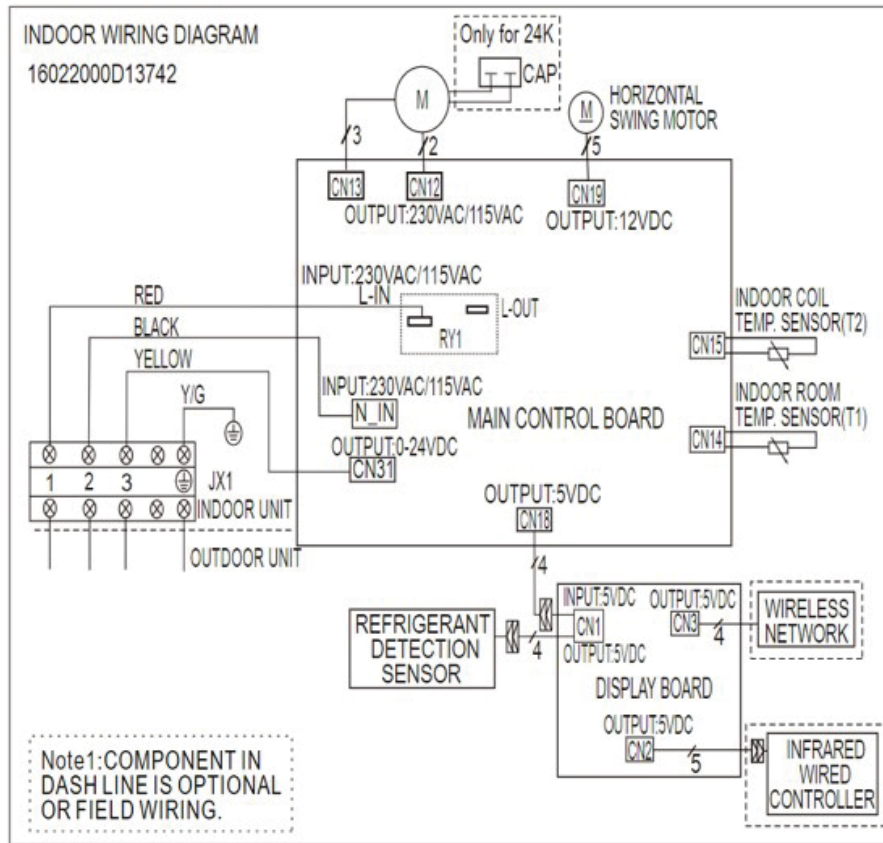 INDOOR WIRING DIAGRAM
16022000D13742
Only for 24K
CAP
M
M
HORIZONTAL
SWING MOTOR
3
2
5
CN13
CN12
CN19
OUTPUT:230VAC/115VAC
OUTPUT:12VDC
INPUT:230VAC/115VAC
L-IN
L-OUT
RY1
RED
BLACK
YELLOW
Y/G
INPUT:230VAC/115VAC
N_IN
OUTPUT:0-24VDC
CN31
MAIN CONTROL BOARD
INDOOR COIL
TEMP. SENSOR(T2)
CN15
INDOOR ROOM
TEMP. SENSOR(T1)
CN14
1 2 3
JX1
INDOOR UNIT
OUTDOOR UNIT
OUTPUT:5VDC
CN18
4
REFRIGERANT
DETECTION
SENSOR
4
INPUT:5VDC
CN1
OUTPUT:5VDC
OUTPUT:5VDC
CN3
4
WIRELESS
NETWORK
DISPLAY BOARD
OUTPUT:5VDC
CN2
5
INFRARED
WIRED
CONTROLLER
Note1:COMPONENT IN
DASH LINE IS OPTIONAL
OR FIELD WIRING.